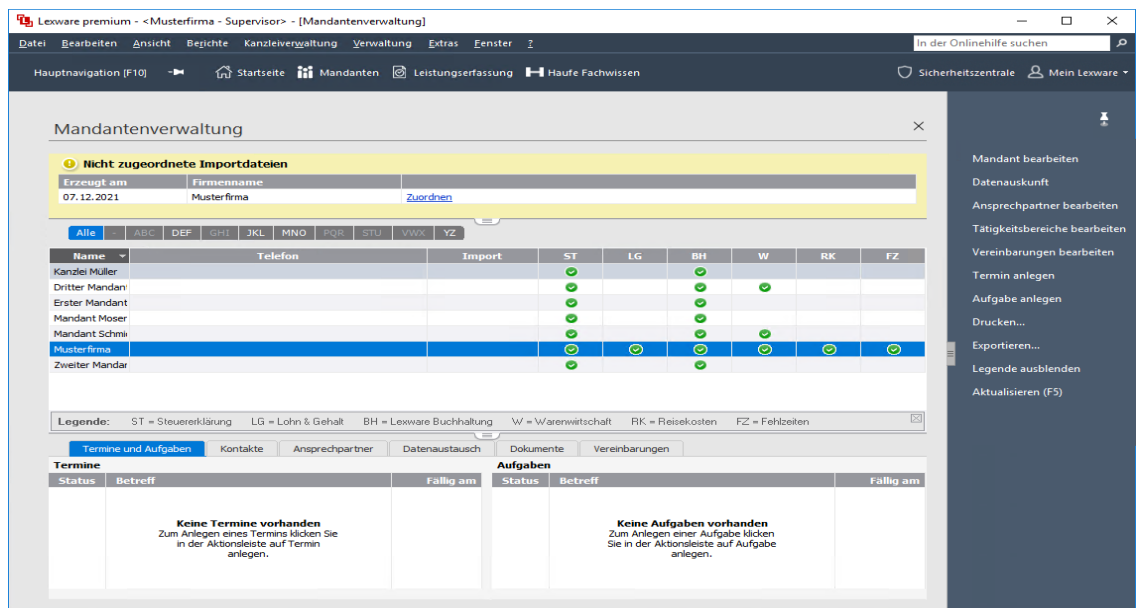 Lexware premium - <Musterfirma - Supervisor> - [Mandantenverwaltung]
Datei Bearbeiten Ansicht Berichte Kanzleiverwaltung Verwaltung Extras Fenster ?
In der Onlinehilfe suchen
Hauptnavigation (F10) Startseite Mandanten Leistungserfassung Haufe Fachwissen Sicherheitszentrale Mein Lexware
Mandantenverwaltung
Nicht zugeordnete Importdateien
Erzeugt am Firmenname
07.12.2021 Musterfirma Zuordnen
Alle - ABC DEF GHI JKL MNO PQR STU VWX YZ
Name Telefon Import ST LG BH W RK FZ
Kanzlei Müller
Dritter Mandant
Erster Mandant
Mandant Moser
Mandant Schmi
Musterfirma
Zweiter Mandar
Legende: ST = Steuererklärung LG = Lohn & Gehalt BH = Lexware Buchhaltung W = Warenwirtschaft RK = Reisekosten FZ = Fehlzeiten
Termine und Aufgaben Kontakte Ansprechpartner Datenaustausch Dokumente Vereinbarungen
Termine
Status Betreff Fällig am
Keine Termine vorhanden
Zum Anlegen eines Termins klicken Sie
in der Aktionsleiste auf Termin
anlegen.
Aufgaben
Status Betreff Fällig am
Keine Aufgaben vorhanden
Zum Anlegen einer Aufgabe klicken
Sie in der Aktionsleiste auf Aufgabe
anlegen.
Mandant bearbeiten
Datenauskunft
Ansprechpartner bearbeiten
Tätigkeitsbereiche bearbeiten
Vereinbarungen bearbeiten
Termin anlegen
Aufgabe anlegen
Drucken...
Exportieren...
Legende ausblenden
Aktualisieren (F5)